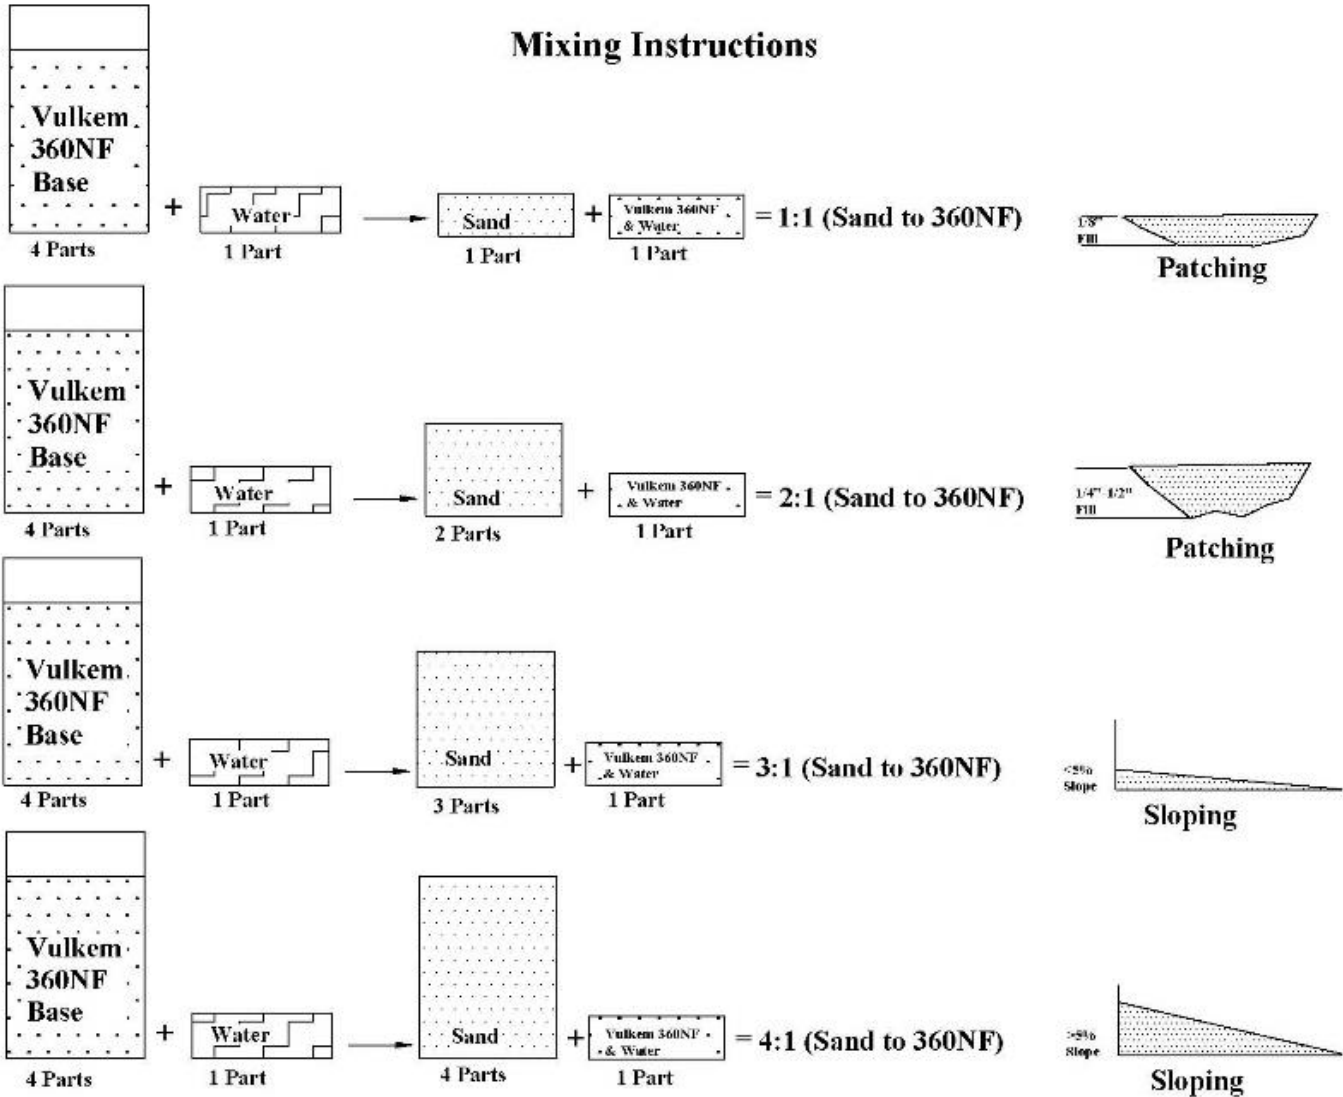 Mixing Instructions
Vulkem
360NF
Base
4 Parts
+
Water
1 Part
Sand
1 Part
+
Vulkem 360NF
& Water
1 Part
= 1:1 (Sand to 360NF)
1/8"
Fill
Patching
Vulkem
360NF
Base
4 Parts
+
Water
1 Part
Sand
2 Parts
+
Vulkem 360NF
& Water
1 Part
= 2:1 (Sand to 360NF)
1/4"-1/2"
Fill
Patching
Vulkem
360NF
Base
4 Parts
+
Water
1 Part
Sand
3 Parts
+
Vulkem 360NF
& Water
1 Part
= 3:1 (Sand to 360NF)
<5%
Slope
Sloping
Vulkem
360NF
Base
4 Parts
+
Water
1 Part
Sand
4 Parts
+
Vulkem 360NF
& Water
1 Part
= 4:1 (Sand to 360NF)
>5%
Slope
Sloping